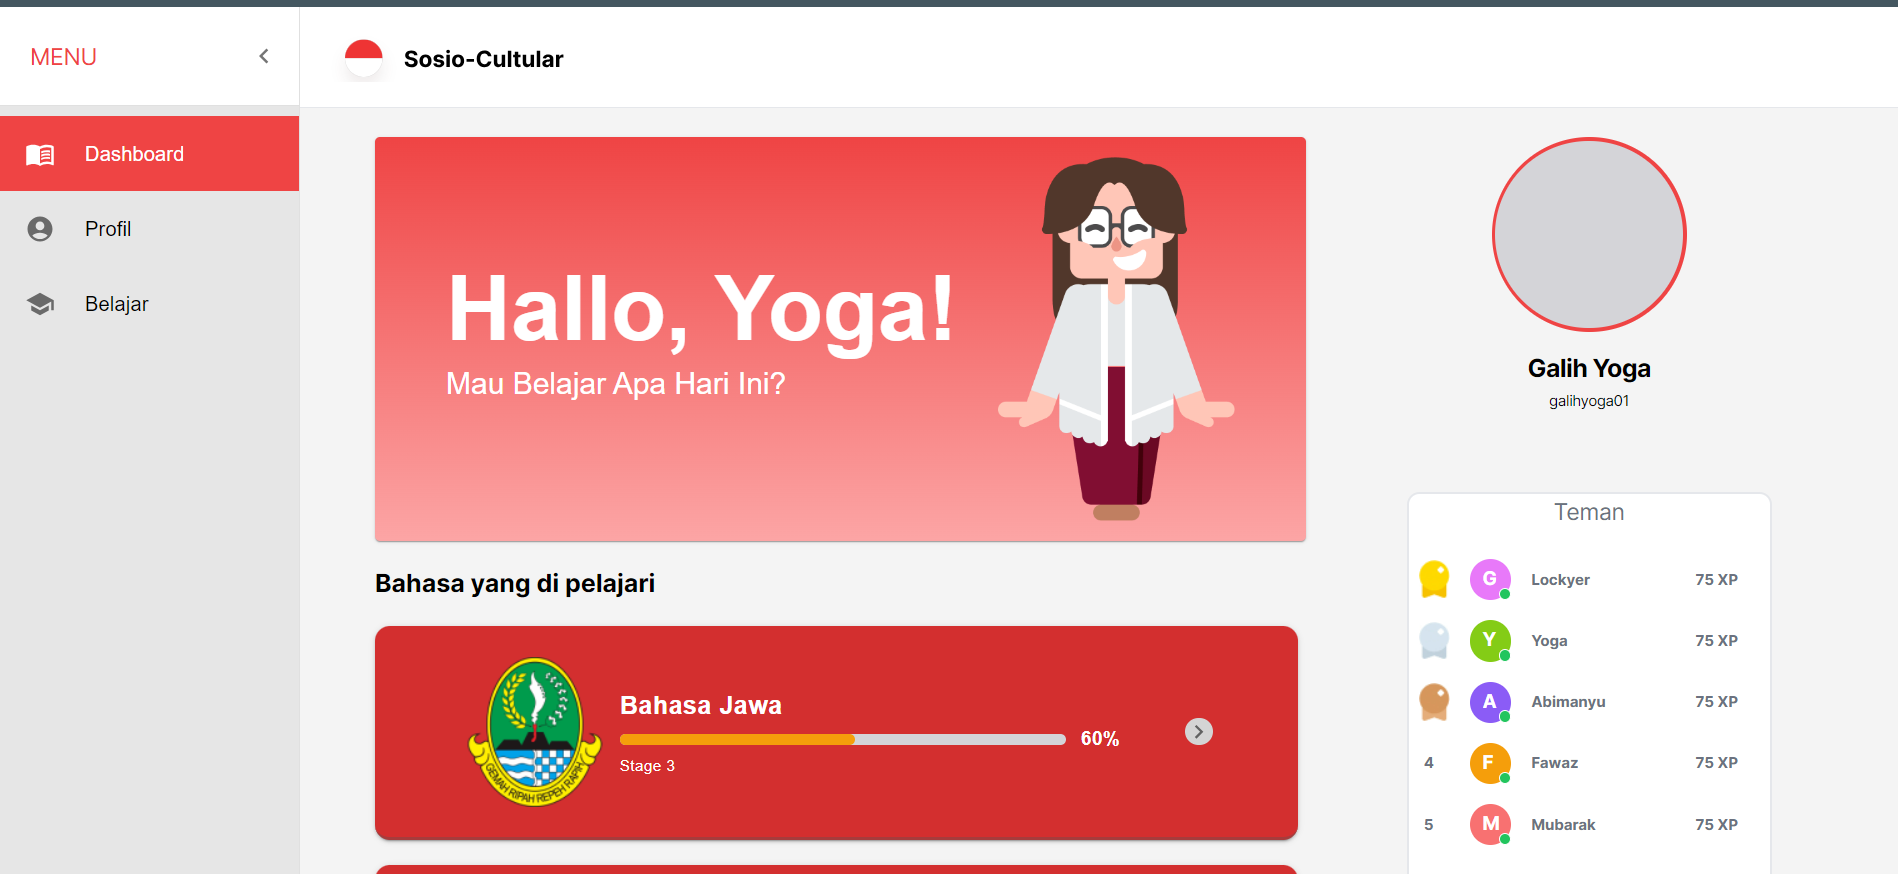 MENU
Sosio-Cultular
Dashboard
Profil
Belajar
Hallo, Yoga!
Mau Belajar Apa Hari Ini?
Galih Yoga
galihyoga01
Bahasa yang di pelajari
GEMAH RIPAH REPEH RAPIH
Bahasa Jawa
60%
Stage 3
Teman
G Lockyer 75 XP
Y Yoga 75 XP
A Abimanyu 75 XP
4 F Fawaz 75 XP
5 M Mubarak 75 XP